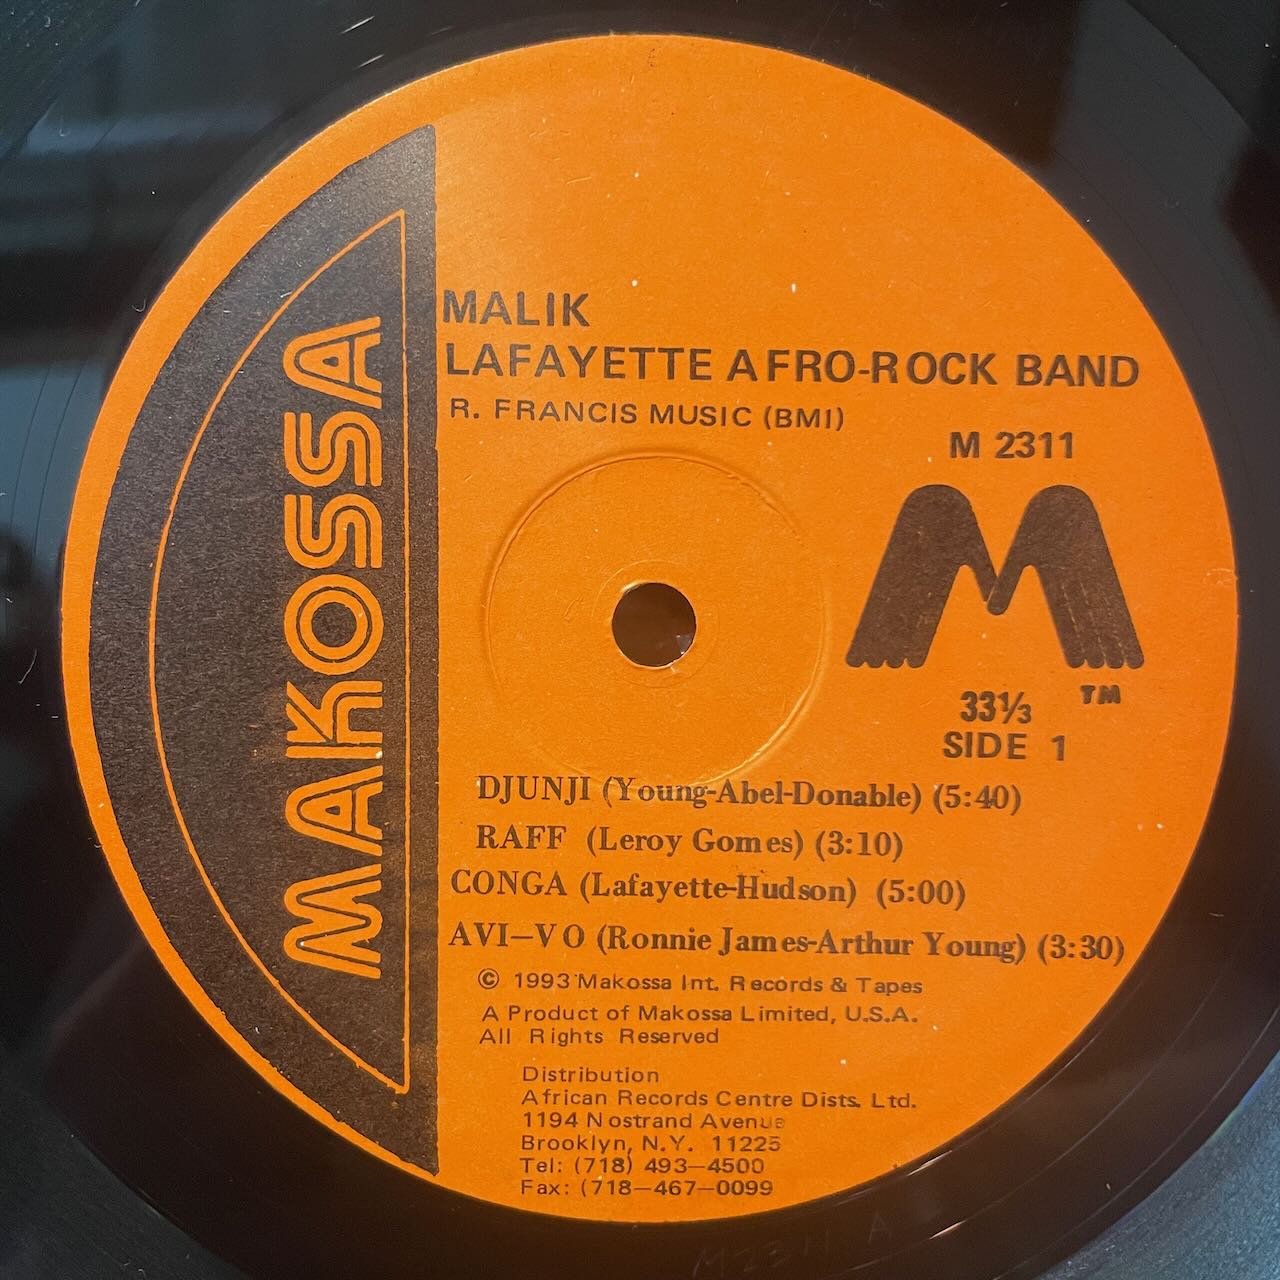 MAKOSSA
MALIK
LAFAYETTE AFRO-ROCK BAND
R. FRANCIS MUSIC (BMI)
M 2311
M
TM
33⅓
SIDE 1
DJUNJI (Young-Abel-Donable) (5:40)
RAFF (Leroy Gomes) (3:10)
CONGA (Lafayette-Hudson) (5:00)
AVI–VO (Ronnie James-Arthur Young) (3:30)
© 1993 Makossa Int. Records & Tapes
A Product of Makossa Limited, U.S.A.
All Rights Reserved
Distribution
African Records Centre Dists. Ltd.
1194 Nostrand Avenue
Brooklyn, N.Y. 11225
Tel: (718) 493–4500
Fax: (718–467–0099